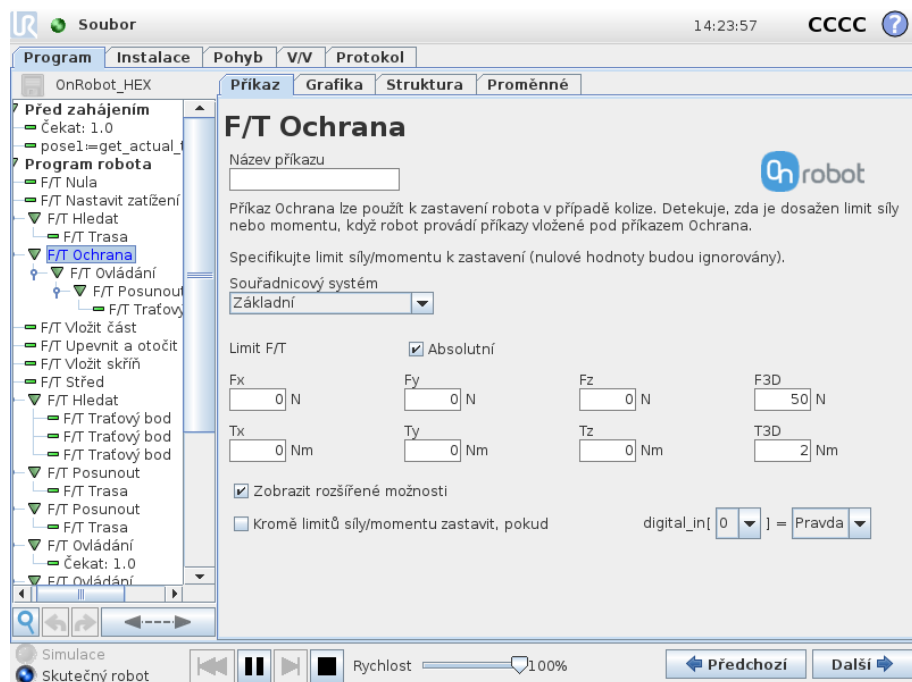 Soubor
14:23:57
CCCC
?
Program Instalace Pohyb V/V Protokol
OnRobot_HEX
Příkaz Grafika Struktura Proměnné
Před zahájením
Čekat: 1.0
pose1:=get_actual_t
Program robota
F/T Nula
F/T Nastavit zatížení
F/T Hledat
F/T Trasa
F/T Ochrana
F/T Ovládání
F/T Posunout
F/T Traťový
F/T Vložit část
F/T Upevnit a otočit
F/T Vložit skříň
F/T Střed
F/T Hledat
F/T Traťový bod
F/T Traťový bod
F/T Traťový bod
F/T Posunout
F/T Trasa
F/T Posunout
F/T Trasa
F/T Ovládání
Čekat: 1.0
F/T Ovládání
F/T Ochrana
Název příkazu
On robot
Příkaz Ochrana lze použít k zastavení robota v případě kolize. Detekuje, zda je dosažen limit síly
nebo momentu, když robot provádí příkazy vložené pod příkazem Ochrana.
Specifikujte limit síly/momentu k zastavení (nulové hodnoty budou ignorovány).
Souřadnicový systém
Základní
Limit F/T Absolutní
Fx Fy Fz F3D
0 N 0 N 0 N 50 N
Tx Ty Tz T3D
0 Nm 0 Nm 0 Nm 2 Nm
Zobrazit rozšířené možnosti
Kromě limitů síly/momentu zastavit, pokud digital_in[ 0 ] = Pravda
Simulace
Skutečný robot
Rychlost 100%
Předchozí Další